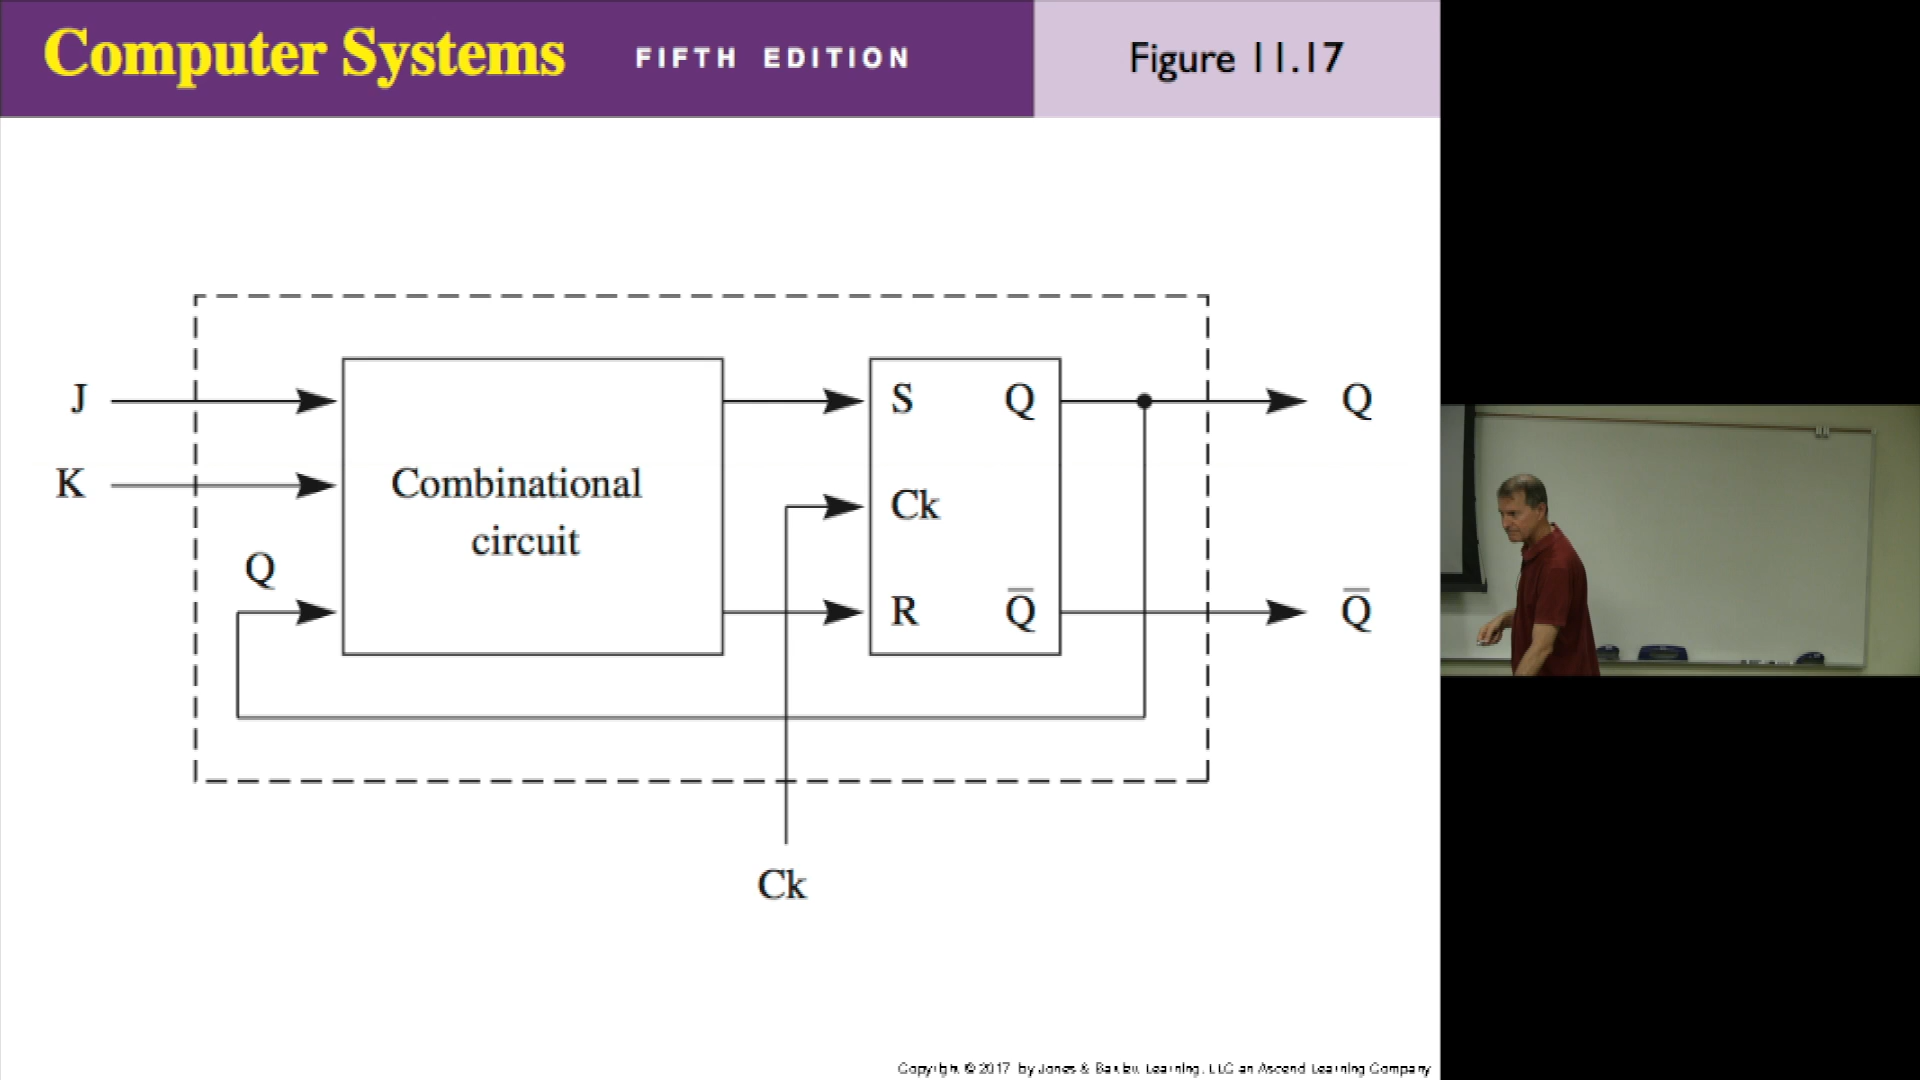 Computer Systems FIFTH EDITION Figure 11.17
J S Q Q
K Combinational Ck
circuit
Q R Q̅ Q̅
Ck
Copyright © 2017 by Jones & Bartlett Learning, LLC an Ascend Learning Company